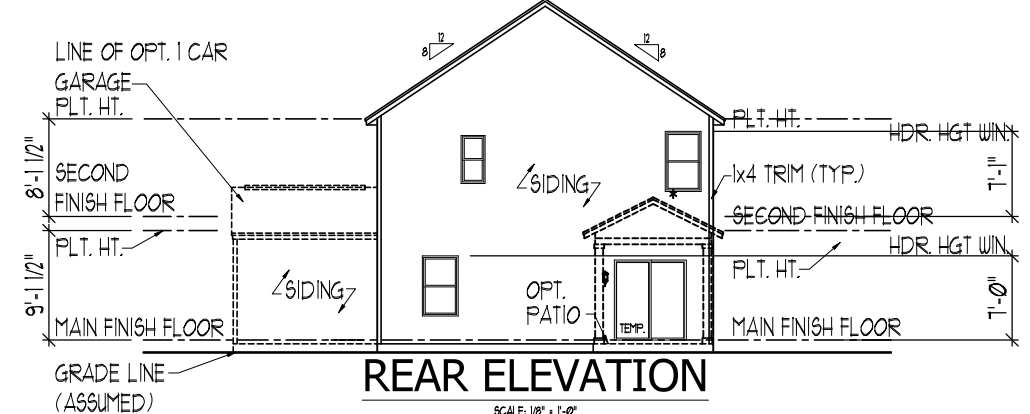 12
8
12
8
LINE OF OPT. 1 CAR
GARAGE
PLT. HT.
PLT. HT.
HDR. HGT WIN.
8'-1 1/2"
SECOND
FINISH FLOOR
SIDING
1x4 TRIM (TYP.)
7'-1"
SECOND FINISH FLOOR
PLT. HT.
HDR. HGT WIN.
PLT. HT.
9'-1 1/2"
SIDING
OPT.
PATIO
TEMP.
7'-0"
MAIN FINISH FLOOR
MAIN FINISH FLOOR
GRADE LINE
(ASSUMED)
REAR ELEVATION
SCALE: 1/8" = 1'-0"